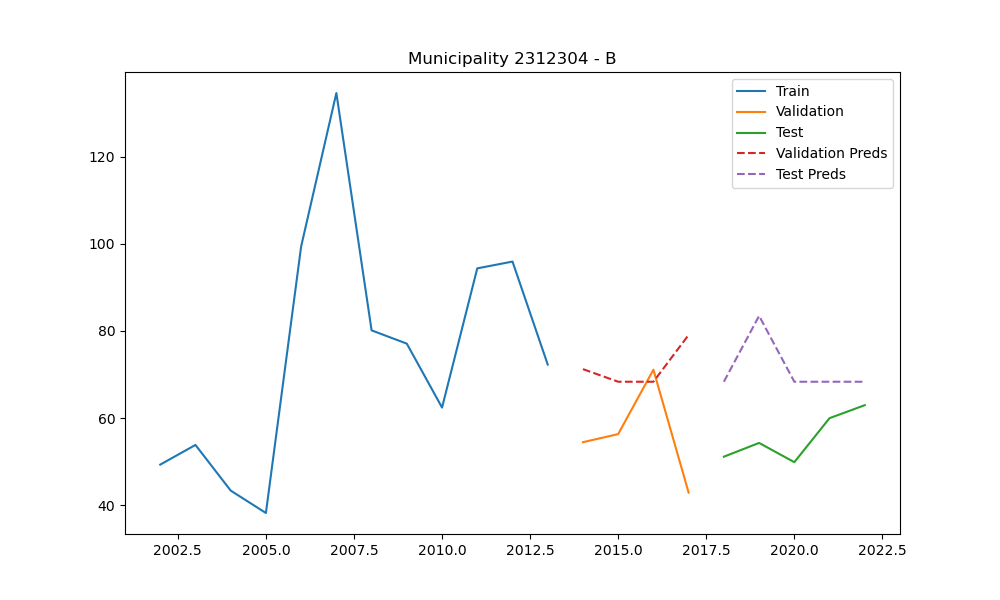 Municipality 2312304 - B
Train
Validation
Test
Validation Preds
Test Preds
120
100
80
60
40
2002.5 2005.0 2007.5 2010.0 2012.5 2015.0 2017.5 2020.0 2022.5